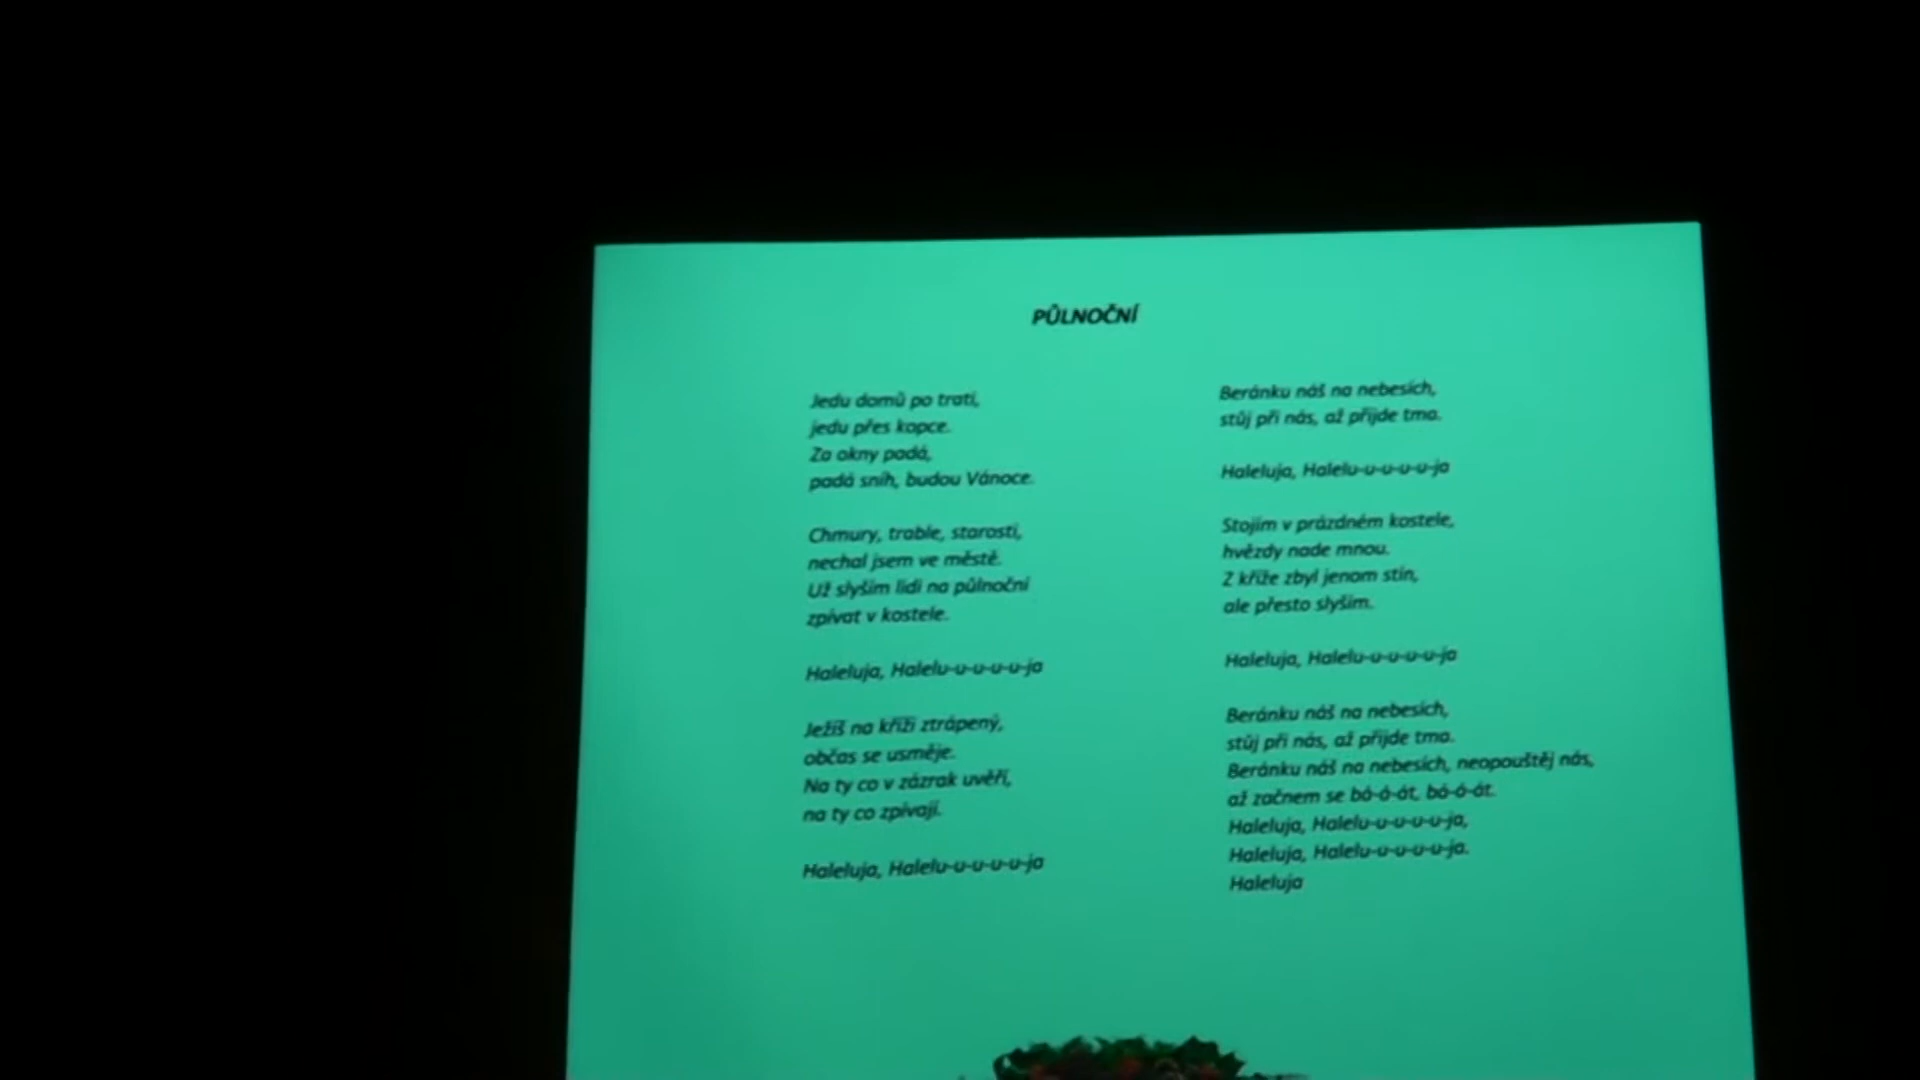 PŮLNOČNÍ
Jedu domů po trati,
jedu přes kopce.
Za okny padá,
padá sníh, budou Vánoce.
Chmury, trable, starosti,
nechal jsem ve městě.
Už slyším lidi na půlnoční
zpívat v kostele.
Haleluja, Halelu-u-u-u-u-ja
Ježíš na kříži ztrápený,
občas se usměje.
Na ty co v zázrak uvěří,
na ty co zpívají.
Haleluja, Halelu-u-u-u-u-ja
Beránku náš na nebesích,
stůj při nás, až přijde tma.
Haleluja, Halelu-u-u-u-u-ja
Stojím v prázdném kostele,
hvězdy nade mnou.
Z kříže zbyl jenom stín,
ale přesto slyším.
Haleluja, Halelu-u-u-u-u-ja
Beránku náš na nebesích,
stůj při nás, až přijde tma.
Beránku náš na nebesích, neopouštěj nás,
až začnem se bá-á-át, bá-á-át.
Haleluja, Halelu-u-u-u-u-ja,
Haleluja, Halelu-u-u-u-u-ja.
Haleluja